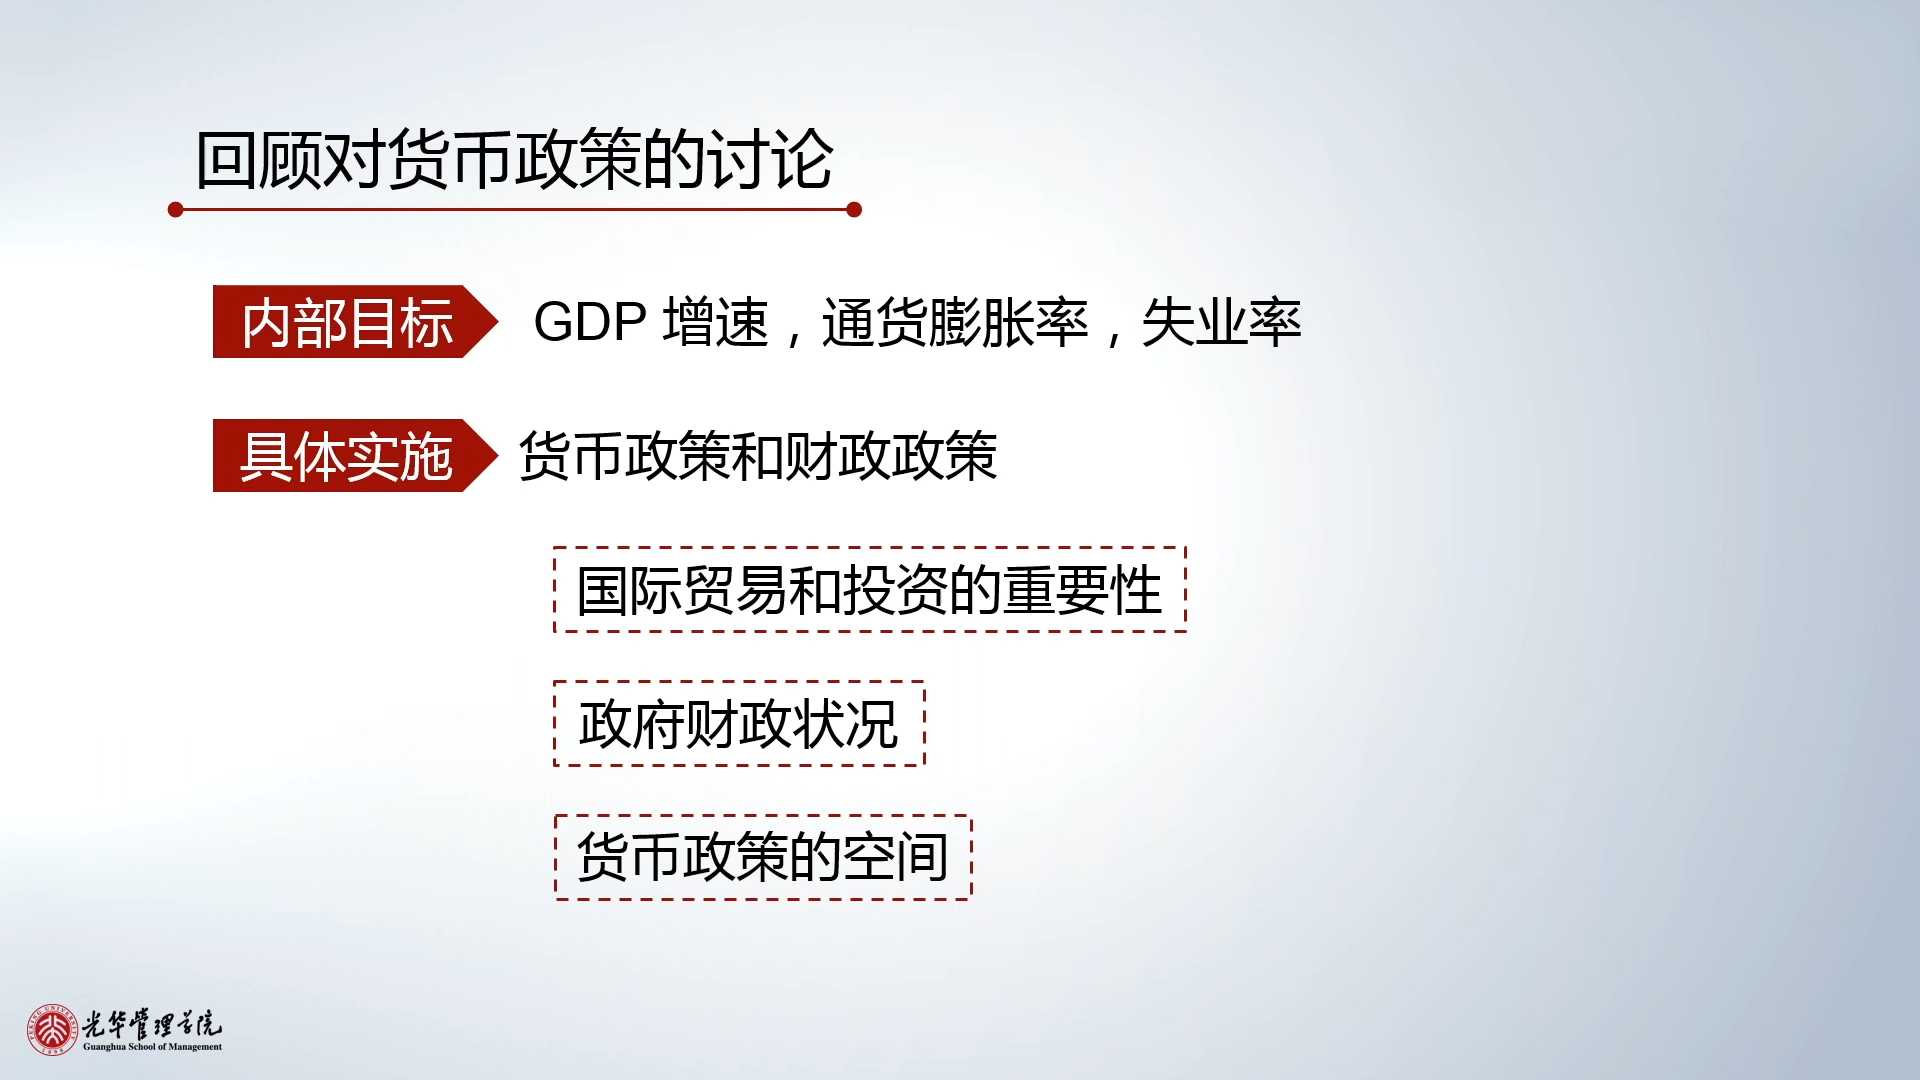 回顾对货币政策的讨论
内部目标 GDP 增速，通货膨胀率，失业率
具体实施 货币政策和财政政策
国际贸易和投资的重要性
政府财政状况
货币政策的空间
PEKING UNIVERSITY
1898
光华管理学院
Guanghua School of Management